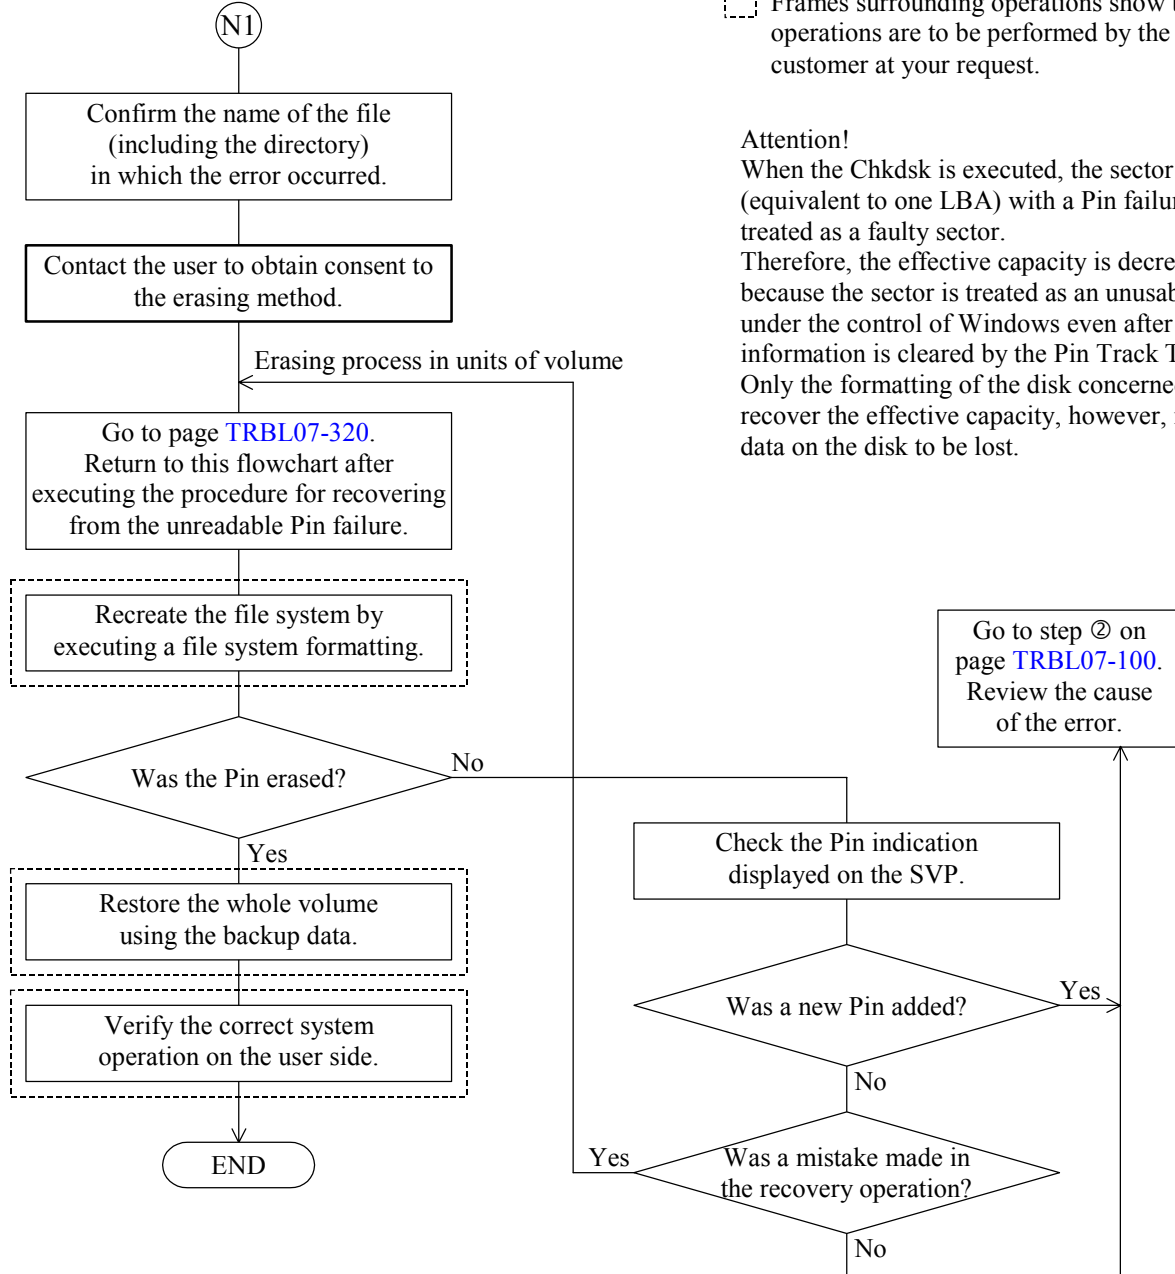 N1
Confirm the name of the file
(including the directory)
in which the error occurred.
Contact the user to obtain consent to
the erasing method.
Erasing process in units of volume
Go to page TRBL07-320.
Return to this flowchart after
executing the procedure for recovering
from the unreadable Pin failure.
Recreate the file system by
executing a file system formatting.
Was the Pin erased?
No
Yes
Restore the whole volume
using the backup data.
Verify the correct system
operation on the user side.
END
Frames surrounding operations show
operations are to be performed by the
customer at your request.
Attention!
When the Chkdsk is executed, the sector
(equivalent to one LBA) with a Pin
treated as a faulty sector.
Therefore, the effective capacity is
because the sector is treated as an
under the control of Windows even after
information is cleared by the Pin Track
Only the formatting of the disk
recover the effective capacity, however,
data on the disk to be lost.
Go to step ② on
page TRBL07-100.
Review the cause
of the error.
Check the Pin indication
displayed on the SVP.
Was a new Pin added?
Yes
No
Was a mistake made in
the recovery operation?
Yes
No